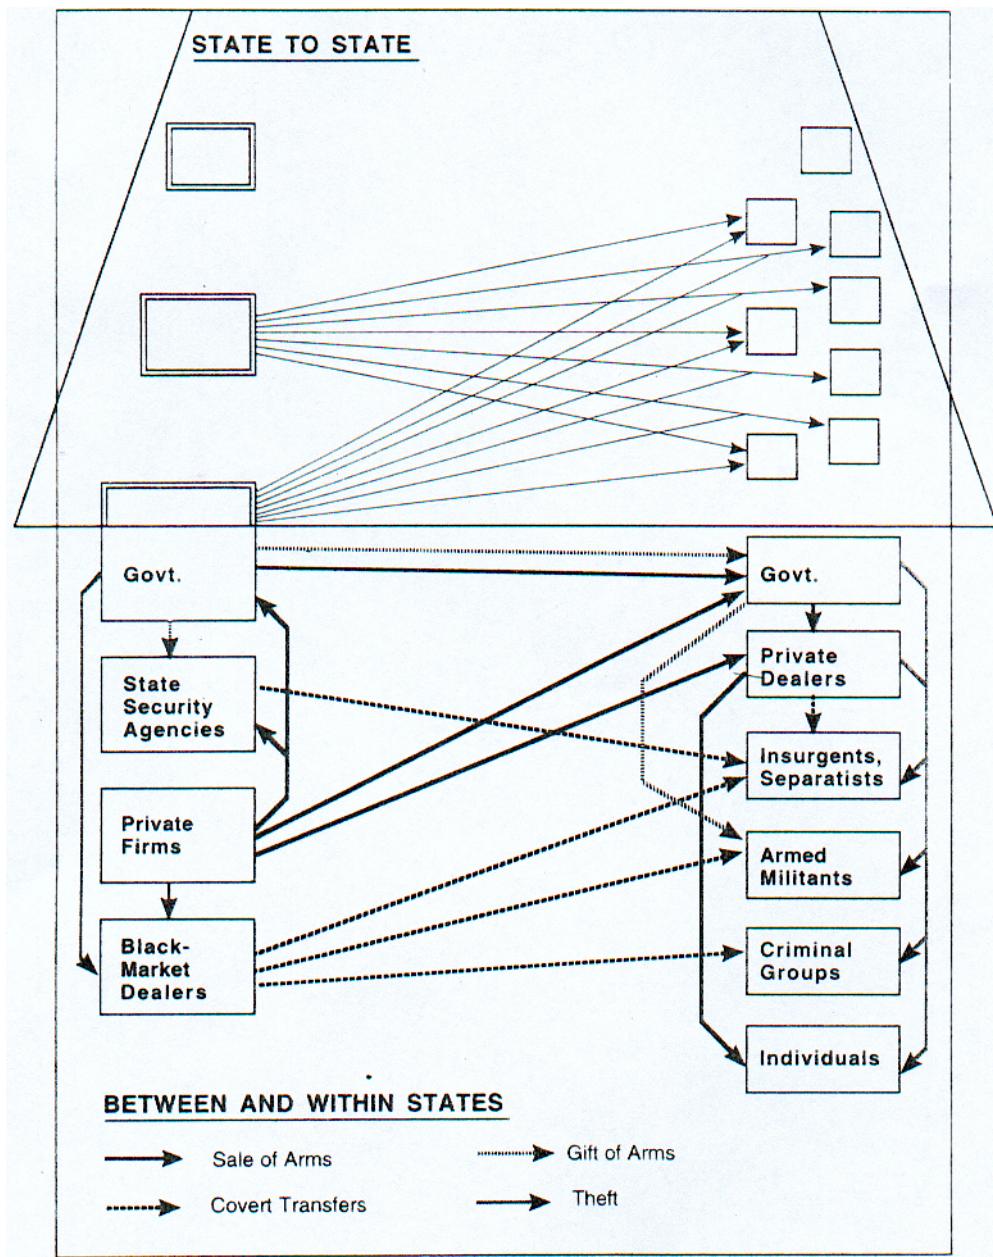 STATE TO STATE
Govt.
State
Security
Agencies
Private
Firms
Black-
Market
Dealers
Govt.
Private
Dealers
Insurgents,
Separatists
Armed
Militants
Criminal
Groups
Individuals
BETWEEN AND WITHIN STATES
Sale of Arms
Gift of Arms
Covert Transfers
Theft